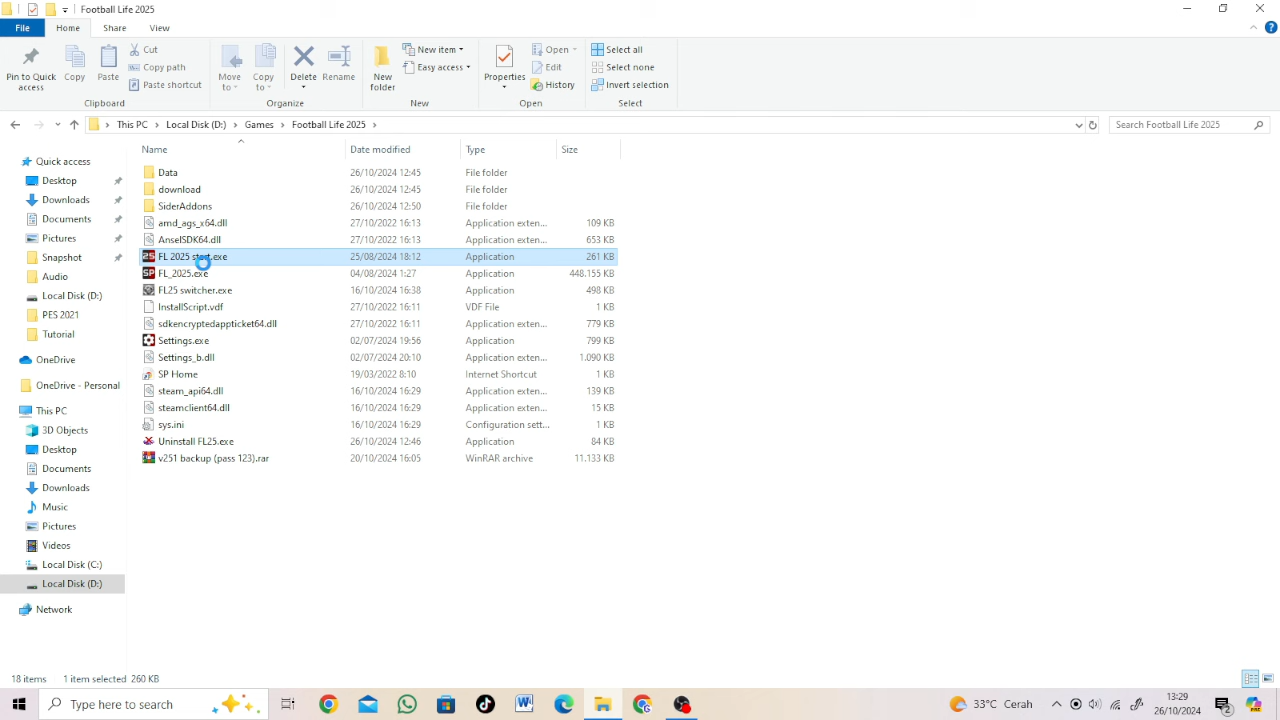 Football Life 2025
File Home Share View
Pin to Quick access
Copy
Paste
Cut
Copy path
Paste shortcut
Clipboard
Move to
Copy to
Delete
Rename
Organize
New folder
New item
Easy access
New
Properties
Open
Edit
History
Open
Select all
Select none
Invert selection
Select
This PC > Local Disk (D:) > Games > Football Life 2025 >
Search Football Life 2025
Name Date modified Type Size
Quick access
Desktop
Downloads
Documents
Pictures
Snapshot
Audio
Local Disk (D:)
PES 2021
Tutorial
OneDrive
OneDrive - Personal
This PC
3D Objects
Desktop
Documents
Downloads
Music
Pictures
Videos
Local Disk (C:)
Local Disk (D:)
Network
Data 26/10/2024 12:45 File folder
download 26/10/2024 12:45 File folder
SiderAddons 26/10/2024 12:50 File folder
amd_ags_x64.dll 27/10/2022 16:13 Application exten... 109 KB
AnselSDK64.dll 27/10/2022 16:13 Application exten... 653 KB
FL 2025 start.exe 25/08/2024 18:12 Application 261 KB
FL_2025.exe 04/08/2024 1:27 Application 448.155 KB
FL25 switcher.exe 16/10/2024 16:38 Application 498 KB
InstallScript.vdf 27/10/2022 16:11 VDF File 1 KB
sdkencryptedappticket64.dll 27/10/2022 16:11 Application exten... 779 KB
Settings.exe 02/07/2024 19:56 Application 799 KB
Settings_b.dll 02/07/2024 20:10 Application exten... 1.090 KB
SP Home 19/03/2022 8:10 Internet Shortcut 1 KB
steam_api64.dll 16/10/2024 16:29 Application exten... 139 KB
steamclient64.dll 16/10/2024 16:29 Application exten... 15 KB
sys.ini 16/10/2024 16:29 Configuration sett... 1 KB
Uninstall FL25.exe 26/10/2024 12:46 Application 84 KB
v251 backup (pass 123).rar 20/10/2024 16:05 WinRAR archive 11.133 KB
18 items 1 item selected 260 KB
Type here to search
33°C Cerah
13:29
26/10/2024
2